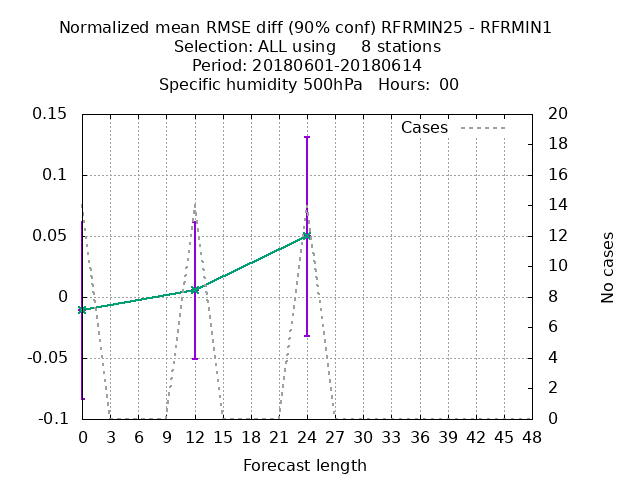 Normalized mean RMSE diff (90% conf) RFRMIN25 - RFRMIN1
Selection: ALL using     8 stations
Period: 20180601-20180614
Specific humidity 500hPa   Hours:  00
0.15
0.1
0.05
0
-0.05
-0.1
Cases
20
18
16
14
12
10
8
6
4
2
0
No cases
0 3 6 9 12 15 18 21 24 27 30 33 36 39 42 45 48
Forecast length